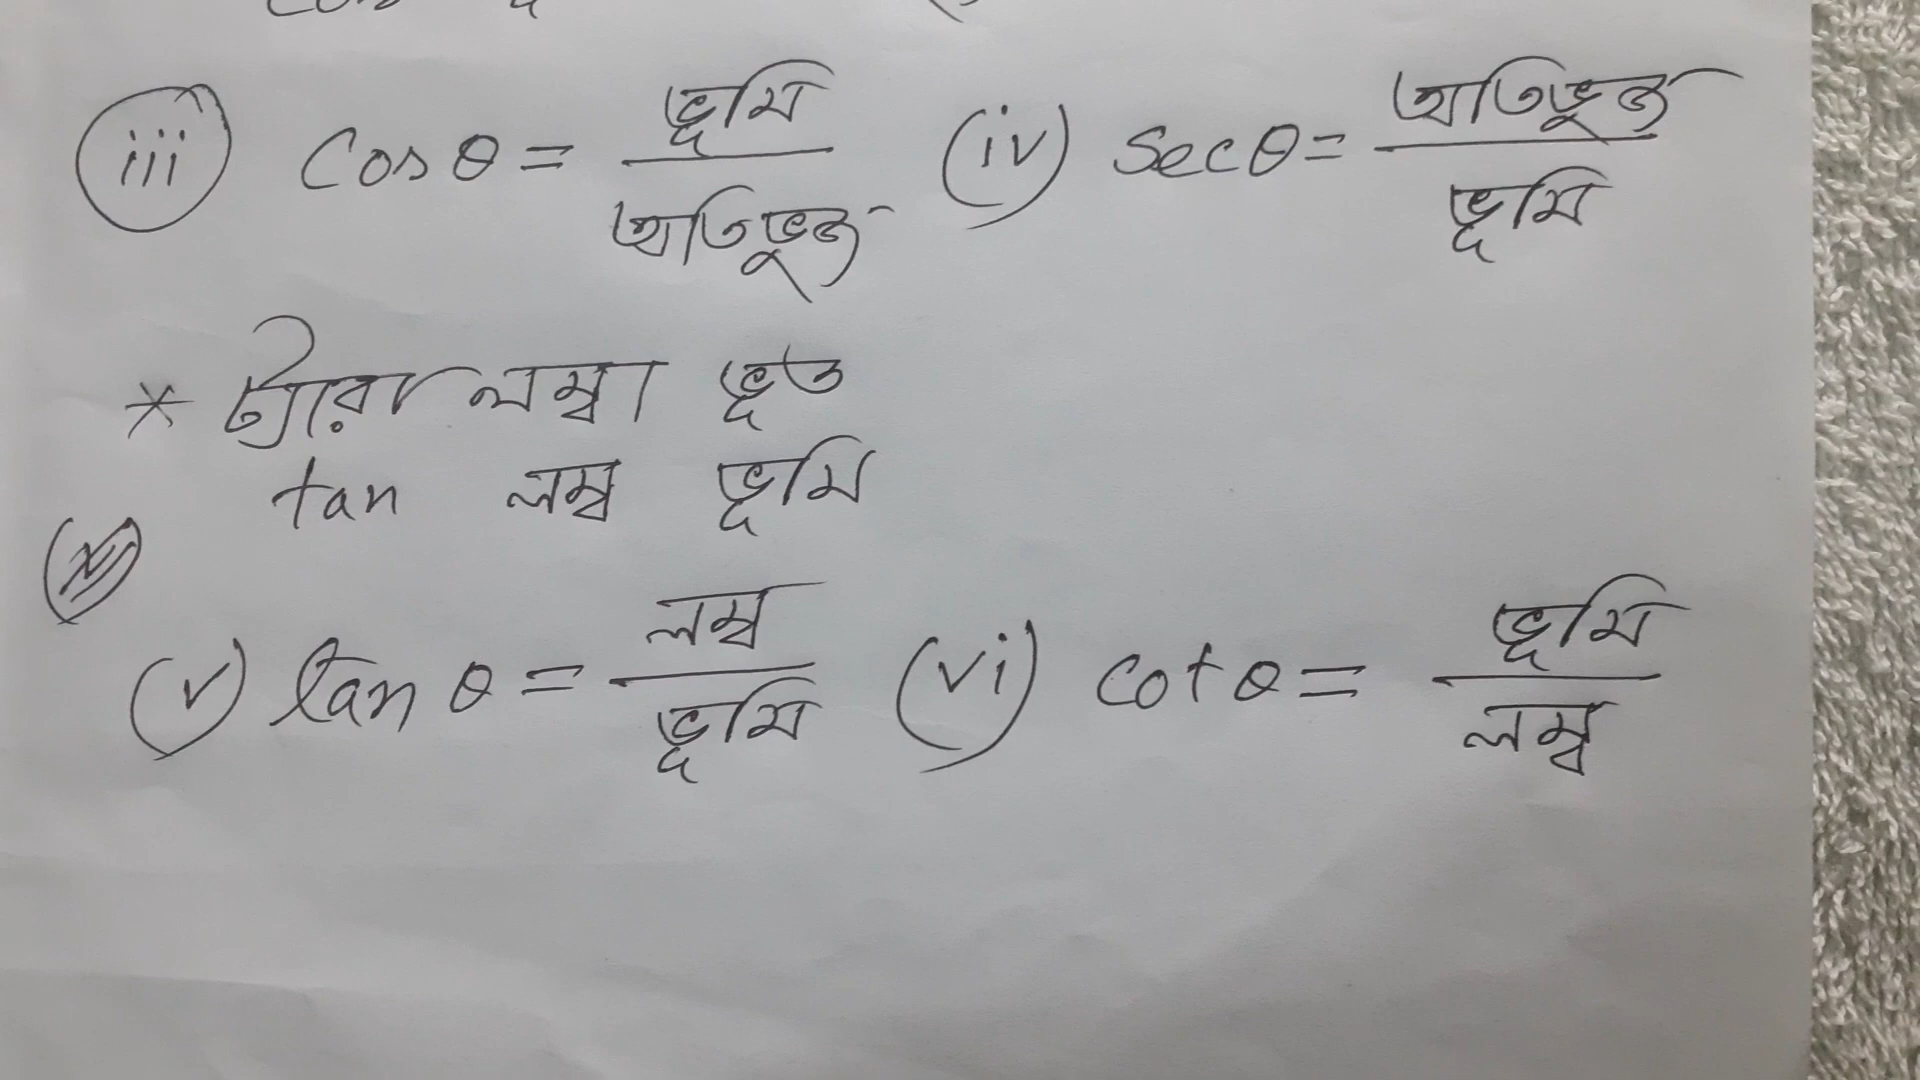 (iii) cos θ = ভূমি / অতিভূজ (iv) sec θ = অতিভূজ / ভূমি
* ট্যারা লম্বা ভূত
tan লম্ব ভূমি
(v) tan θ = লম্ব / ভূমি (vi) cot θ = ভূমি / লম্ব